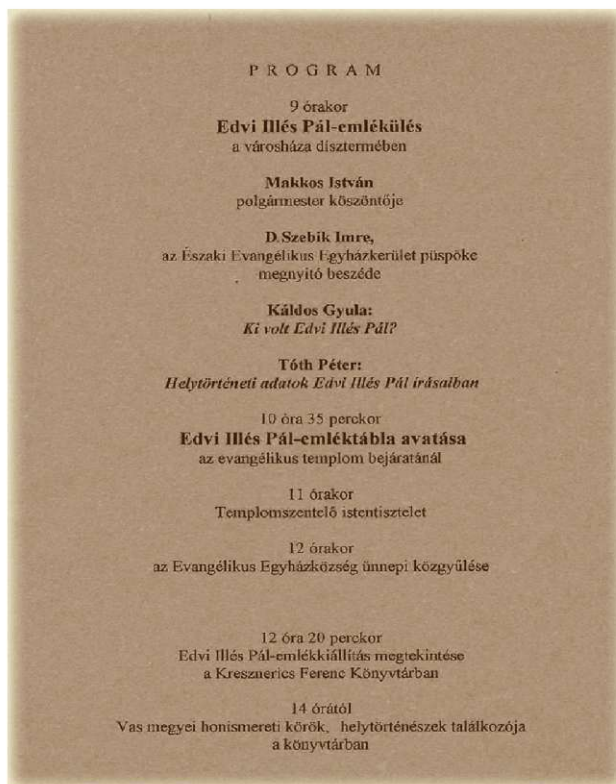 PROGRAM
9 órakor
Edvi Illés Pál-emlékülés
a városháza dísztermében
Makkos István
polgármester köszöntője
D.Szebik Imre,
az Északi Evangélikus Egyházkerület püspöke
megnyitó beszéde
Káldos Gyula:
Ki volt Edvi Illés Pál?
Tóth Péter:
Helytörténeti adatok Edvi Illés Pál írásaiban
10 óra 35 perckor
Edvi Illés Pál-emléktábla avatása
az evangélikus templom bejáratánál
11 órakor
Templomszentelő istentisztelet
12 órakor
az Evangélikus Egyházközség ünnepi közgyűlése
12 óra 20 perckor
Edvi Illés Pál-emlékkiállítás megtekintése
a Kresznerics Ferenc Könyvtárban
14 órától
Vas megyei honismereti körök, helytörténészek találkozója
a könyvtárban